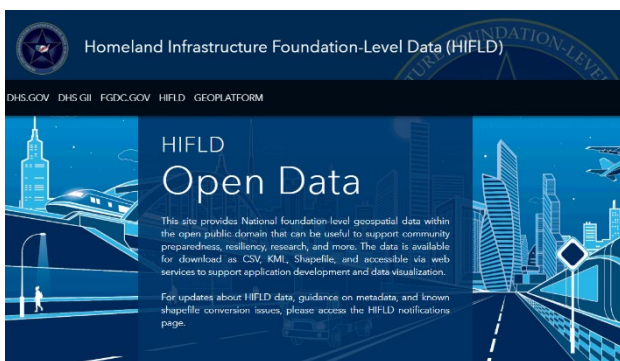 Homeland Infrastructure Foundation-Level Data (HIFLD)
DHS.GOV DHS GII FGDC.GOV HIFLD GEOPLATFORM
HIFLD
Open Data
This site provides National foundation-level geospatial data within
the open public domain that can be useful to support community
preparedness, resiliency, research, and more. The data is available
for download as CSV, KML, Shapefile, and accessible via web
services to support application development and data visualization.
For updates about HIFLD data, guidance on metadata, and known
shapefile conversion issues, please access the HIFLD notifications
page.